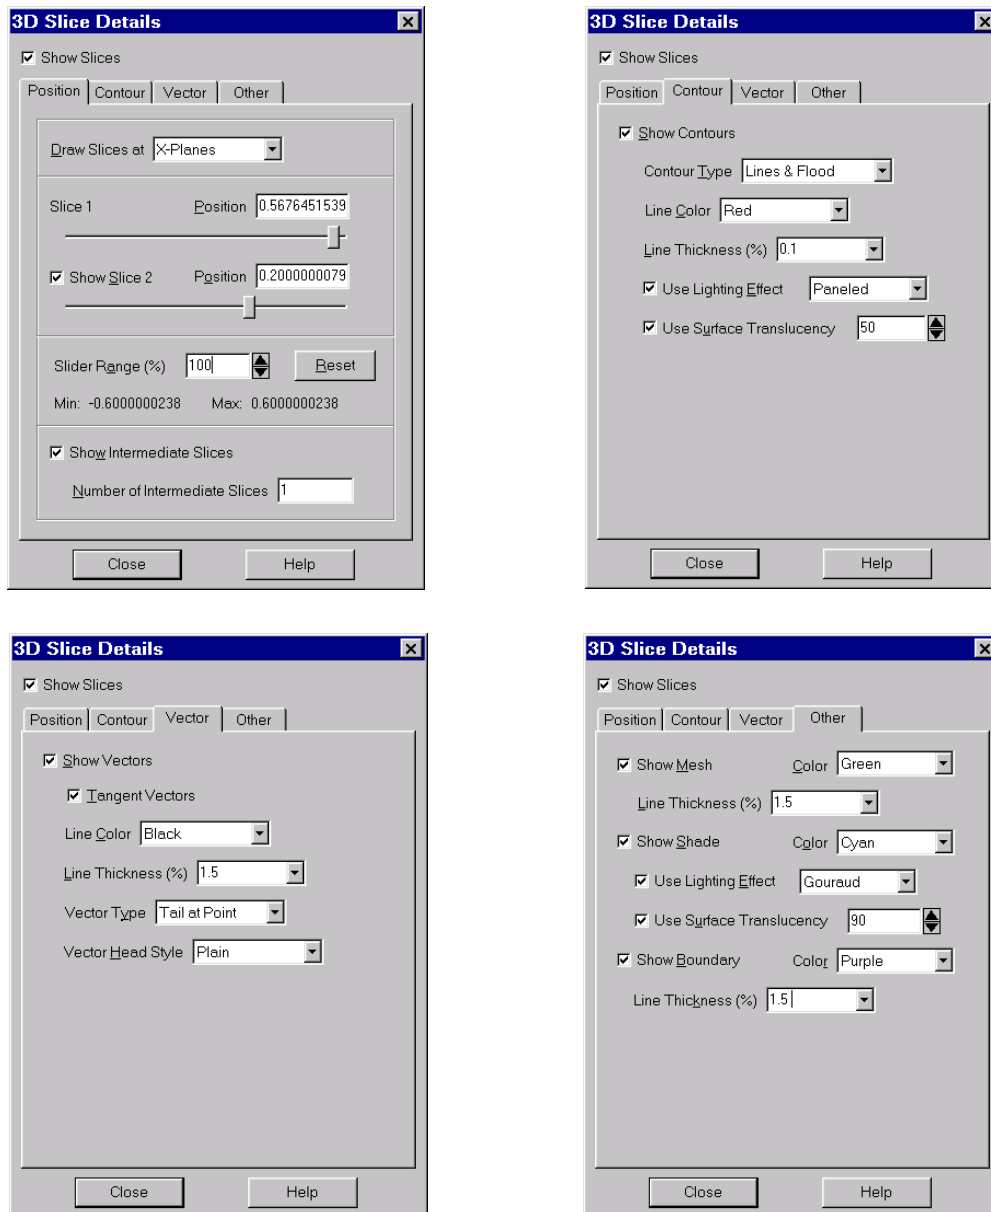 3D Slice Details
Show Slices
Position Contour Vector Other
Draw Slices at X-Planes
Slice 1 Position 0.5676451539
Show Slice 2 Position 0.2000000079
Slider Range (%) 100 Reset
Min: -0.6000000238 Max: 0.6000000238
Show Intermediate Slices
Number of Intermediate Slices 1
Close Help
3D Slice Details
Show Slices
Position Contour Vector Other
Show Contours
Contour Type Lines & Flood
Line Color Red
Line Thickness (%) 0.1
Use Lighting Effect Paneled
Use Surface Translucency 50
Close Help
3D Slice Details
Show Slices
Position Contour Vector Other
Show Vectors
Tangent Vectors
Line Color Black
Line Thickness (%) 1.5
Vector Type Tail at Point
Vector Head Style Plain
Close Help
3D Slice Details
Show Slices
Position Contour Vector Other
Show Mesh Color Green
Line Thickness (%) 1.5
Show Shade Color Cyan
Use Lighting Effect Gouraud
Use Surface Translucency 90
Show Boundary Color Purple
Line Thickness (%) 1.5
Close Help